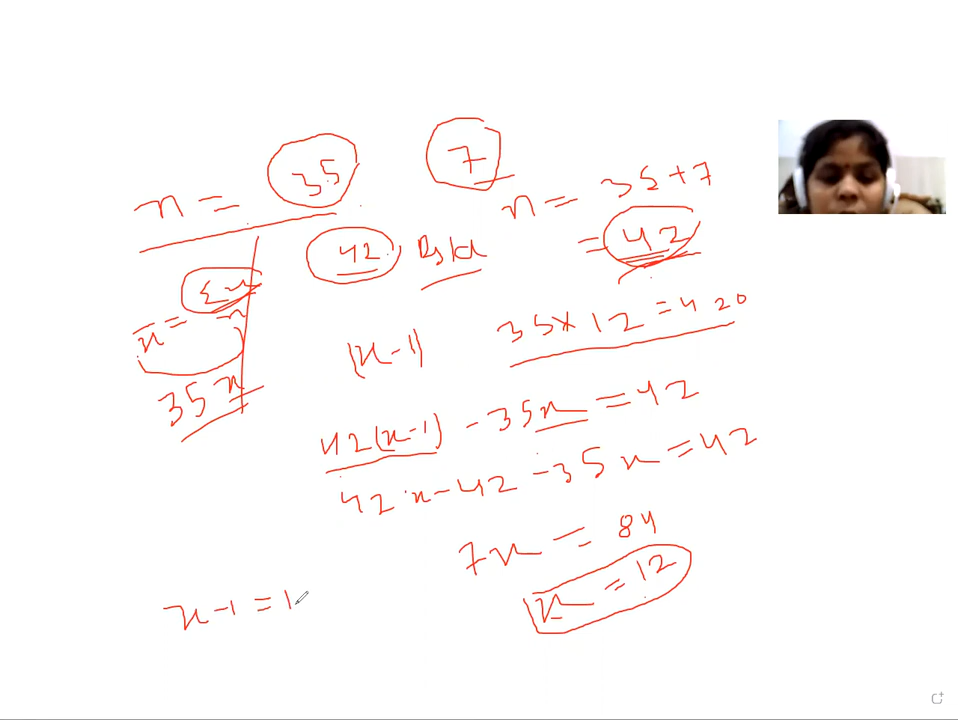 n = 35 7
n = 35 + 7
42
= 42
x̄ = Σx
n
35x
(x-1)
35 × 12 = 420
42(x-1) - 35x = 42
42x - 42 - 35x = 42
7x = 84
x = 12
x - 1 = 1